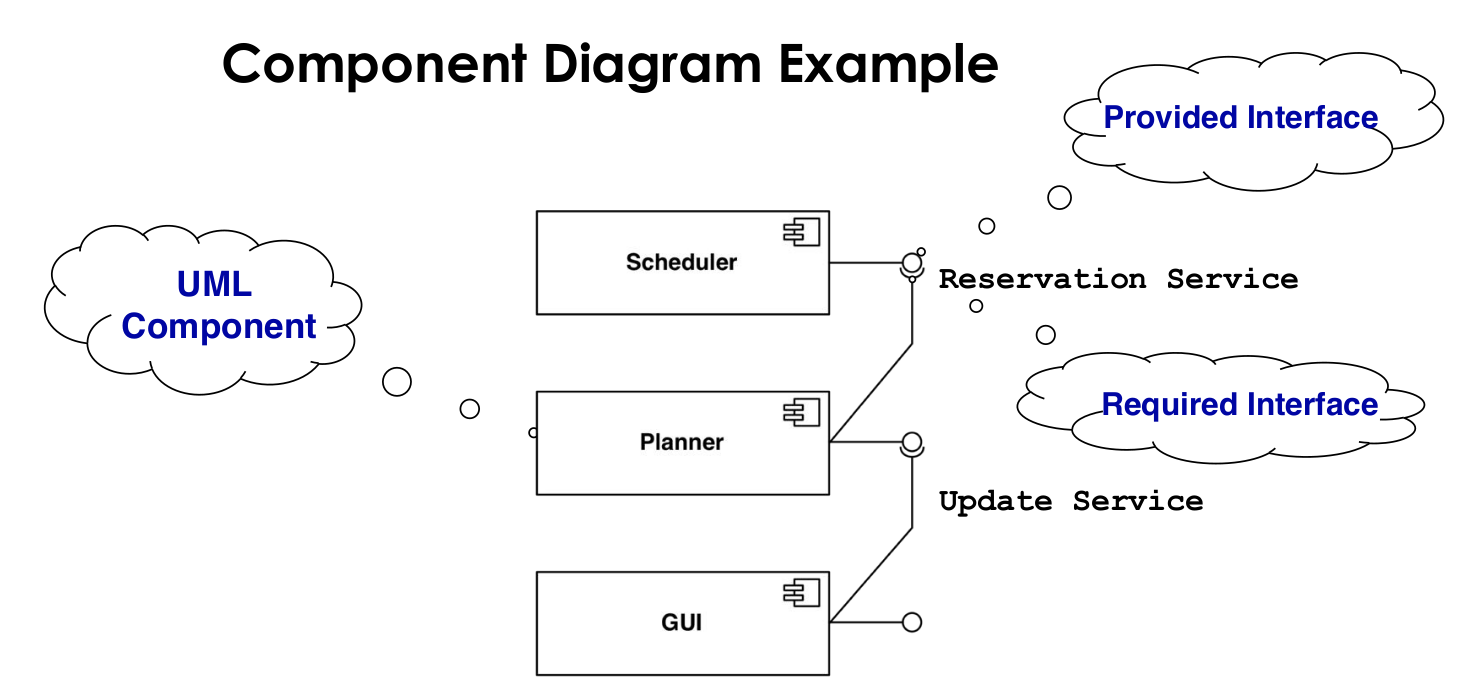 Component Diagram Example
Provided Interface
UML
Component
Scheduler
Reservation Service
Required Interface
Planner
Update Service
GUI